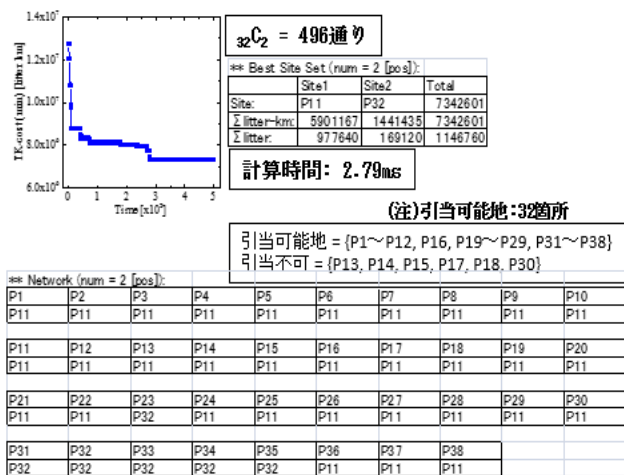 1.4x10⁷
1.2x10⁷
1.0x10⁷
8.0x10⁶
6.0x10⁶
TK-cost (min) [litter km]
0 1 2 3 4 5
₃₂C₂ = 496通り
** Best Site Set (num = 2 [pos]):
Site1 Site2 Total
Site: P11 P32 7342601
Σlitter-km: 5901167 1441435 7342601
Σlitter: 977640 169120 1146760
計算時間: 2.79ms
(注)引当可能地:32箇所
引当可能地 = {P1～P12, P16, P19～P29, P31～P38}
引当不可 = {P13, P14, P15, P17, P18, P30}
** Network (num = 2 [pos]):
P1 P2 P3 P4 P5 P6 P7 P8 P9 P10
P11 P11 P11 P11 P11 P11 P11 P11 P11 P11
P11 P12 P13 P14 P15 P16 P17 P18 P19 P20
P11 P11 P11 P11 P11 P11 P11 P11 P11 P11
P21 P22 P23 P24 P25 P26 P27 P28 P29 P30
P11 P11 P32 P11 P11 P11 P11 P11 P11 P11
P31 P32 P33 P34 P35 P36 P37 P38
P32 P32 P32 P32 P32 P11 P11 P11